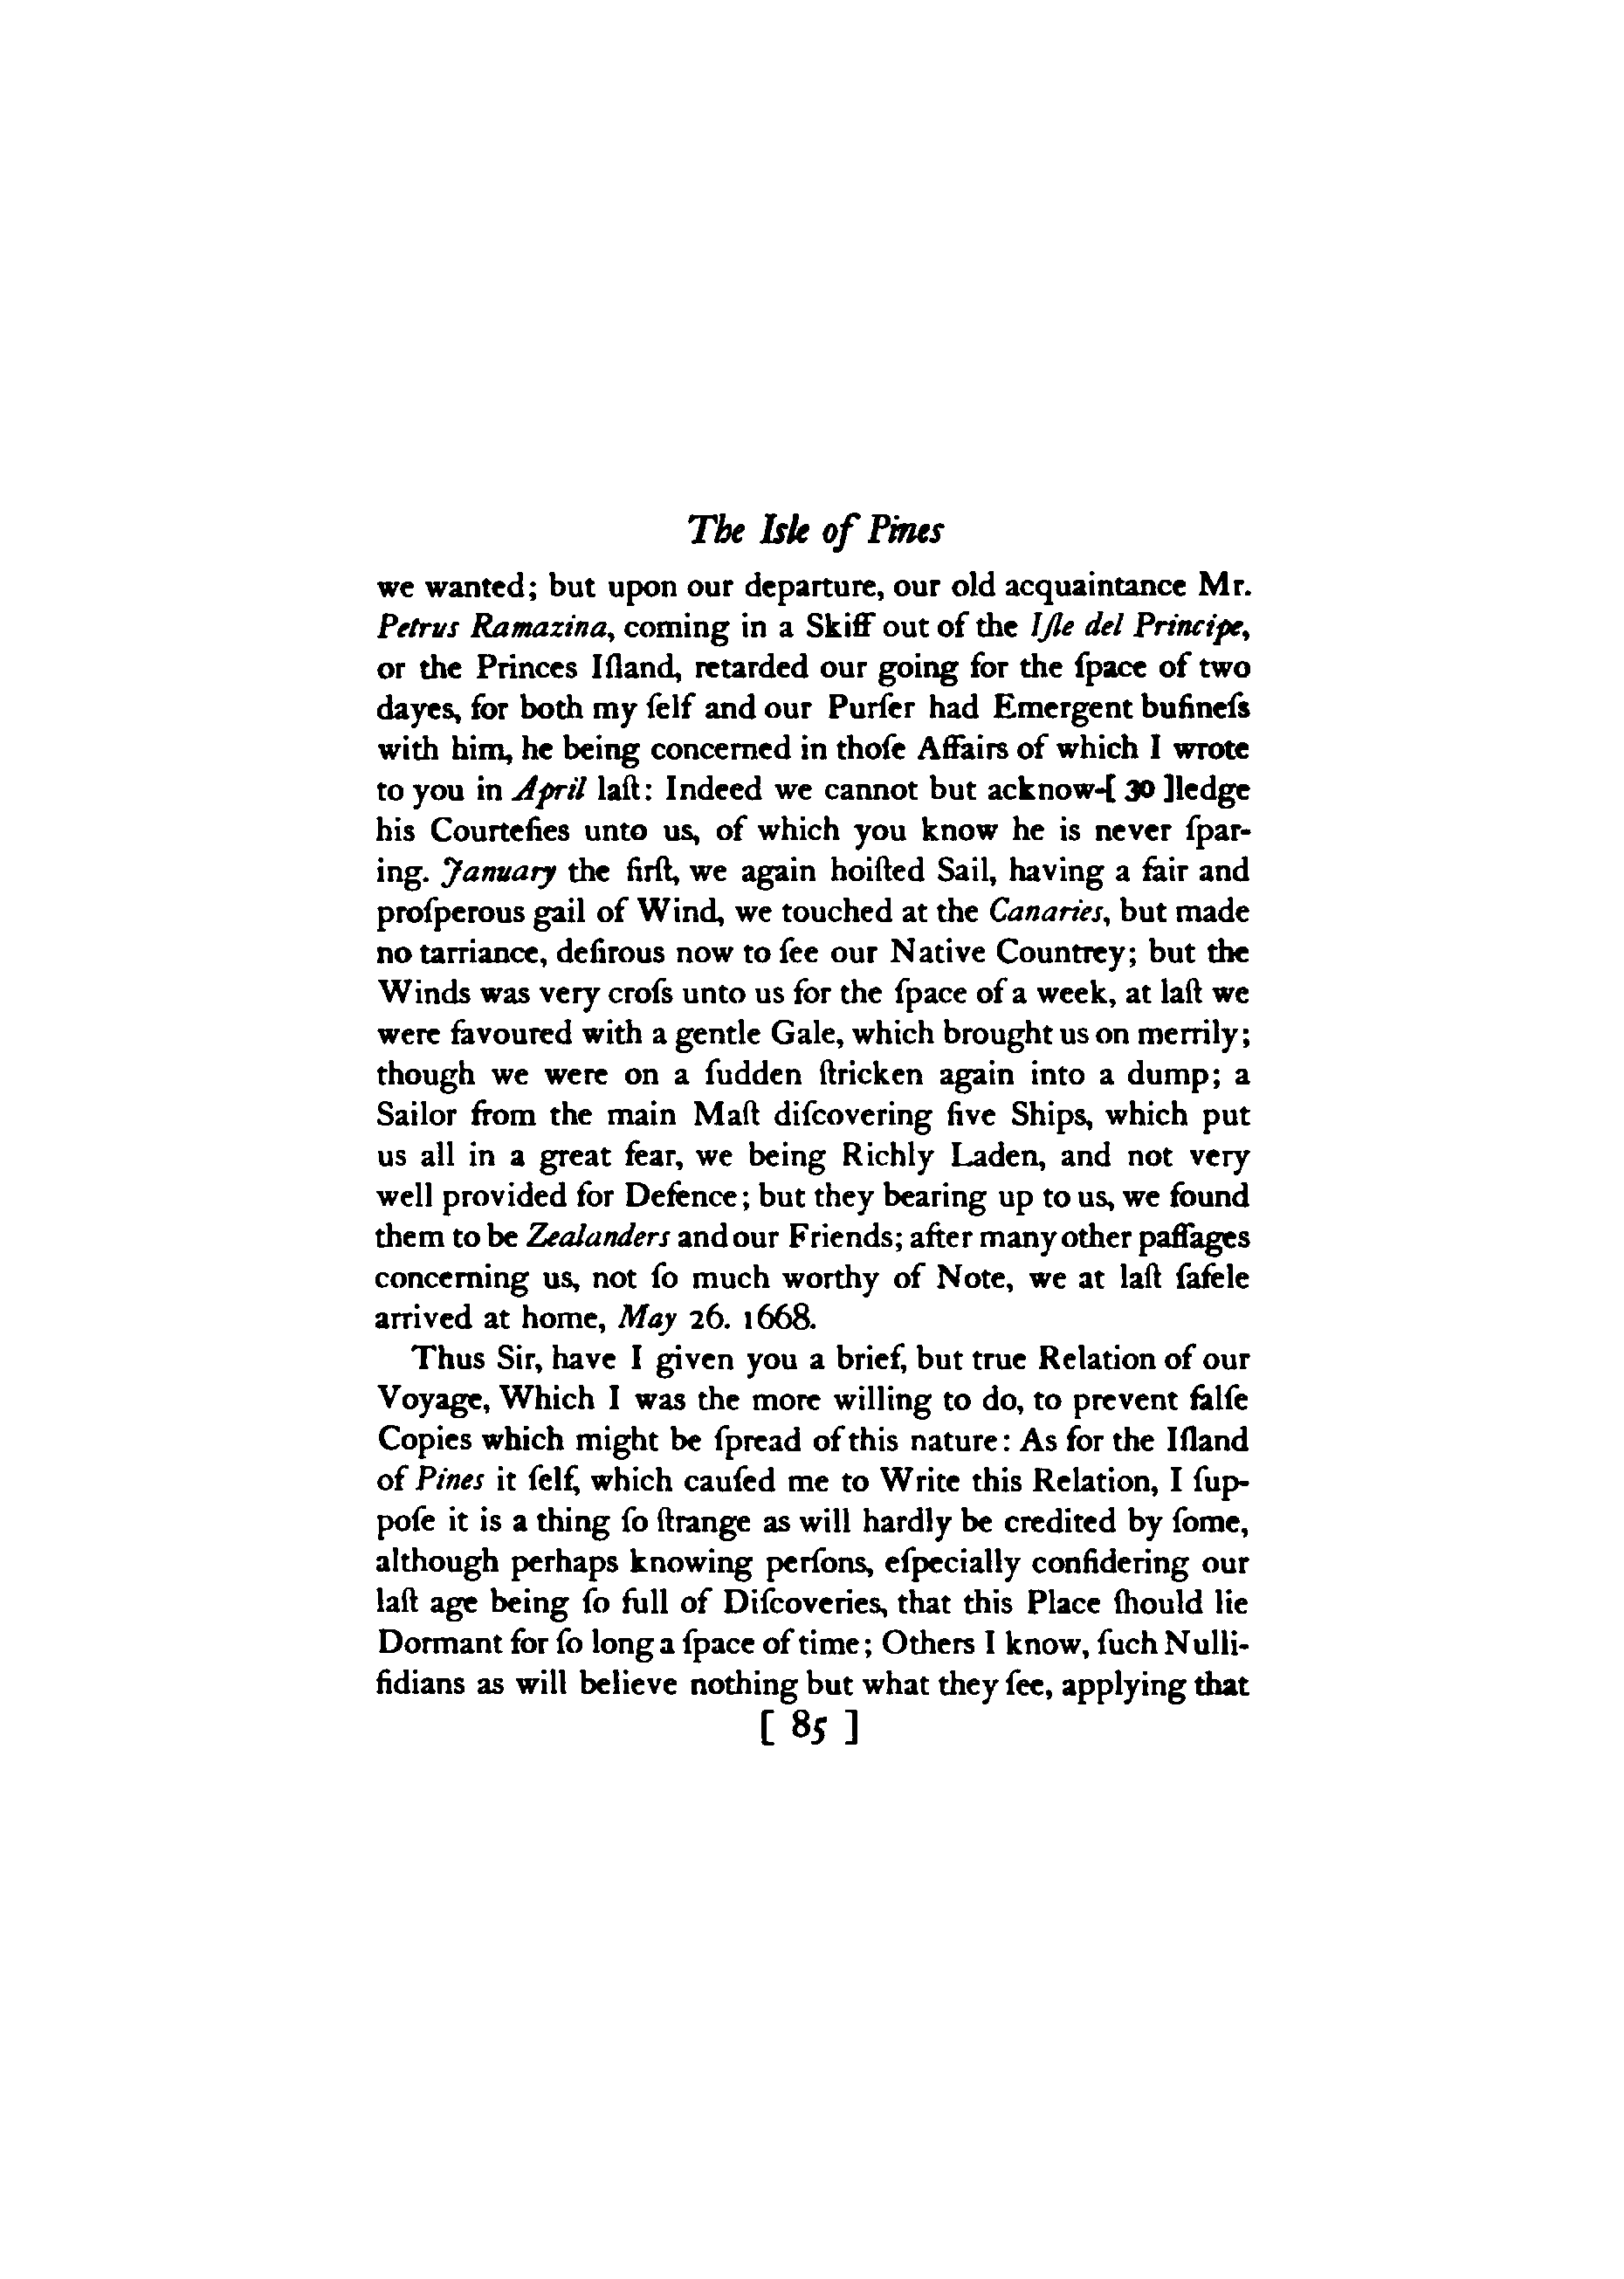 The Isle of Pines
we wanted; but upon our departure, our old acquaintance Mr.
Petrus Ramazina, coming in a Skiff out of the Iſle del Principe,
or the Princes Iſland, retarded our going for the ſpace of two
dayes, for both my ſelf and our Purſer had Emergent buſineſs
with him, he being concerned in thoſe Affairs of which I wrote
to you in April laſt: Indeed we cannot but acknow-[ 30 ]ledge
his Courteſies unto us, of which you know he is never ſpar-
ing. January the firſt, we again hoiſted Sail, having a fair and
proſperous gail of Wind, we touched at the Canaries, but made
no tarriance, deſirous now to ſee our Native Countrey; but the
Winds was very croſs unto us for the ſpace of a week, at laſt we
were favoured with a gentle Gale, which brought us on merrily;
though we were on a ſudden ſtricken again into a dump; a
Sailor from the main Maſt diſcovering five Ships, which put
us all in a great fear, we being Richly Laden, and not very
well provided for Defence; but they bearing up to us, we found
them to be Zealanders and our Friends; after many other paſſages
concerning us, not ſo much worthy of Note, we at laſt ſafele
arrived at home, May 26. 1668.
Thus Sir, have I given you a brief, but true Relation of our
Voyage, Which I was the more willing to do, to prevent falſe
Copies which might be ſpread of this nature: As for the Iſland
of Pines it ſelf, which cauſed me to Write this Relation, I ſup-
poſe it is a thing ſo ſtrange as will hardly be credited by ſome,
although perhaps knowing perſons, eſpecially conſidering our
laſt age being ſo full of Diſcoveries, that this Place ſhould lie
Dormant for ſo long a ſpace of time; Others I know, ſuch Nulli-
fidians as will believe nothing but what they ſee, applying that
[ 85 ]